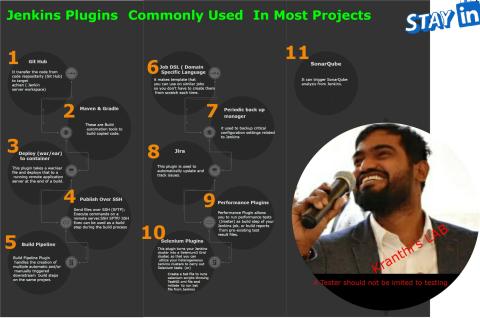 Jenkins Plugins Commonly Used In Most Projects
STAY in
1
Git Hub
It transfer the code from
code repositarty (Git Hub)
to target
server workspace)
2
Maven & Gradle
These are Build
automation tools to
build copied code.
3
Deploy (war/ear)
to container
This plugin takes a war/ear
file and deploys that to a
running remote application
server at the end of a build.
4
Publish Over SSH
Send files over SSH (SFTP)
Execute commands on a
remote server.SSH SFTP/ SSH
Exec can be used as a build
step during the build process
5
Build Pipeline
Build Pipeline Plugin
handles the creation of
multiple automatic and/or
manually triggered
downstream build steps
on the same project.
6
Job DSL ( Domain
Specific Language
It makes template that
you can use on similar jobs
so you don't have to create them
from scratch each time.
7
Periodic back up
manager
It used to backup critical
configuration settings related
to Jenkins
8
Jira
This plugin is used to
automatically update and
track issues.
9
Performance Plugins
Performance Plugin allows
you to run performance tests
(Jmeter) as build step of your
Jenkins job, or build reports
from pre-existing test
result files.
10
Selenium Plugins
This plugin turns your Jenkins
cluster into a Selenium3 Grid
cluster, so that you can
utilize your heterogeneous
Jenkins clusters to carry out
Selenium tests (or)
Create a bat file to runs
selenium scripts throwing
TestNG xml file and
initiate to run bat
file from Jenkins
11
SonarQube
It can trigger SonarQube
analysis from Jenkins.
Kranthi's LAB
A Tester should not be limited to testing